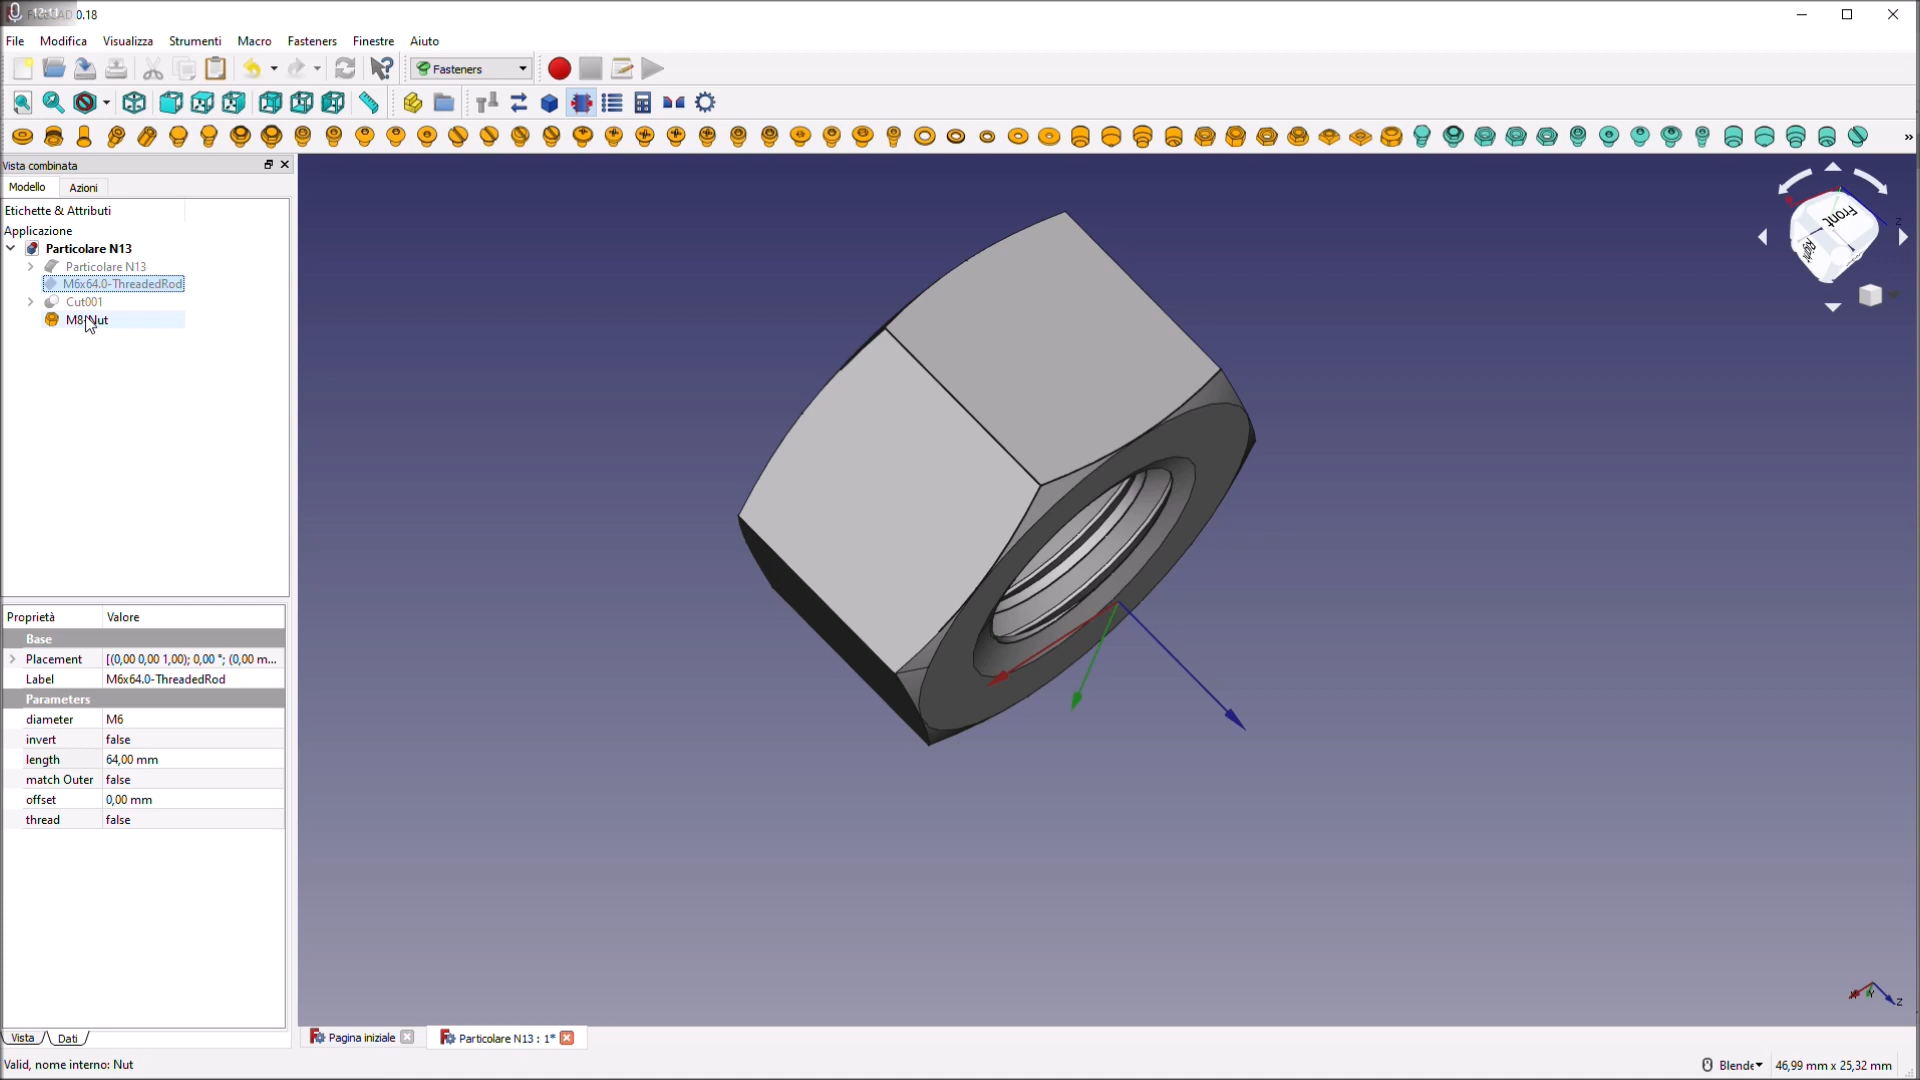 0.18
File Modifica Visualizza Strumenti Macro Fasteners Finestre Aiuto
Fasteners
»
Vista combinata
Modello Azioni
Etichette & Attributi
Applicazione
Particolare N13
Particolare N13
M6x64.0-ThreadedRod
Cut001
M8-Nut
Front
Right
Z
Proprietà Valore
Base
Placement [(0,00 0,00 1,00); 0,00 °; (0,00 m...
Label M6x64.0-ThreadedRod
Parameters
diameter M6
invert false
length 64,00 mm
match Outer false
offset 0,00 mm
thread false
Y Z
Vista Dati
Pagina iniziale Particolare N13 : 1*
Valid, nome interno: Nut
Blende 46,99 mm x 25,32 mm